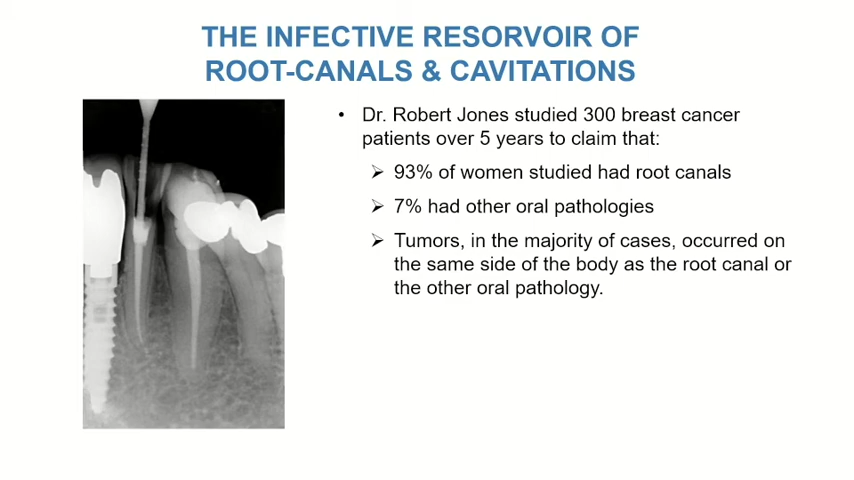 THE INFECTIVE RESORVOIR OF
ROOT-CANALS & CAVITATIONS
• Dr. Robert Jones studied 300 breast cancer
patients over 5 years to claim that:
➢ 93% of women studied had root canals
➢ 7% had other oral pathologies
➢ Tumors, in the majority of cases, occurred on
the same side of the body as the root canal or
the other oral pathology.